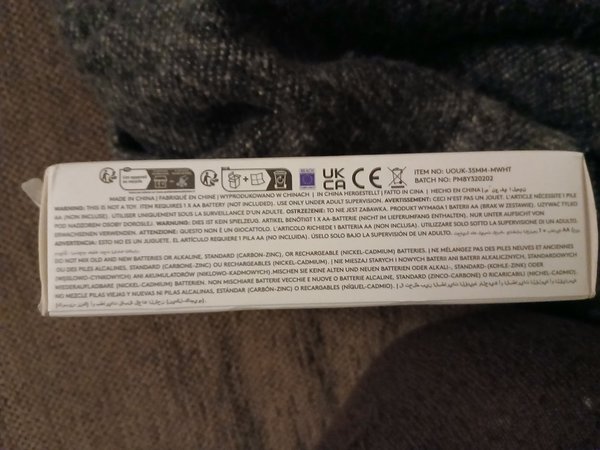 UK
CA
CE
ITEM NO: UOUK-35MM-MWHT
BATCH NO: PM8Y320202
MADE IN CHINA | FABRIQUÉ EN CHINE | WYPRODUKOWANO W CHINACH | IN CHINA HERGESTELLT | FATTO IN CINA | HECHO EN CHINA |
WARNING: THIS IS NOT A TOY. ITEM REQUIRES 1 X AA BATTERY (NOT INCLUDED). USE ONLY UNDER ADULT SUPERVISION. AVERTISSEMENT: CECI N'EST PAS UN JOUET. L'ARTICLE NÉCESSITE 1 PILE
AA (NON INCLUSE). UTILISER UNIQUEMENT SOUS LA SURVEILLANCE D'UN ADULTE. OSTRZEŻENIE: TO NIE JEST ZABAWKA. PRODUKT WYMAGA 1 BATERII AA (BRAK W ZESTAWIE). UŻYWAĆ TYLKO
POD NADZOREM OSOBY DOROSŁEJ. WARNUNG: DIES IST KEIN SPIELZEUG. ARTIKEL BENÖTIGT 1 X AA-BATTERIE (NICHT IM LIEFERUMFANG ENTHALTEN). NUR UNTER AUFSICHT VON
ERWACHSENEN VERWENDEN. ATTENZIONE: QUESTO NON È UN GIOCATTOLO. L'ARTICOLO RICHIEDE 1 BATTERIA AA (NON INCLUSA). UTILIZZARE SOLO SOTTO LA SUPERVISIONE DI UN ADULTO.
ADVERTENCIA: ESTO NO ES UN JUGUETE. EL ARTÍCULO REQUIERE 1 PILA AA (NO INCLUIDA). ÚSELO SOLO BAJO LA SUPERVISIÓN DE UN ADULTO.
DO NOT MIX OLD AND NEW BATTERIES OR ALKALINE, STANDARD (CARBON-ZINC), OR RECHARGEABLE (NICKEL-CADMIUM) BATTERIES. | NE MÉLANGEZ PAS DES PILES NEUVES ET ANCIENNES
OU DES PILES ALCALINES, STANDARD (CARBONE-ZINC) OU RECHARGEABLES (NICKEL-CADMIUM). | NIE MIESZAJ STARYCH I NOWYCH BATERII ANI BATERII ALKALICZNYCH, STANDARDOWYCH
(WĘGLOWO-CYNKOWYCH) ANI AKUMULATORÓW (NIKLOWO-KADMOWYCH). MISCHEN SIE KEINE ALTEN UND NEUEN BATTERIEN ODER ALKALI-, STANDARD- (KOHLE-ZINK) ODER
WIEDERAUFLADBARE (NICKEL-CADMIUM) BATTERIEN. NON MISCHIARE BATTERIE VECCHIE E NUOVE O BATTERIE ALCALINE, STANDARD (ZINCO-CARBONE) O RICARICABILI (NICHEL-CADMIO).
NO MEZCLE PILAS VIEJAS Y NUEVAS NI PILAS ALCALINAS, ESTÁNDAR (CARBÓN-ZINC) O RECARGABLES (NÍQUEL-CADMIO). |